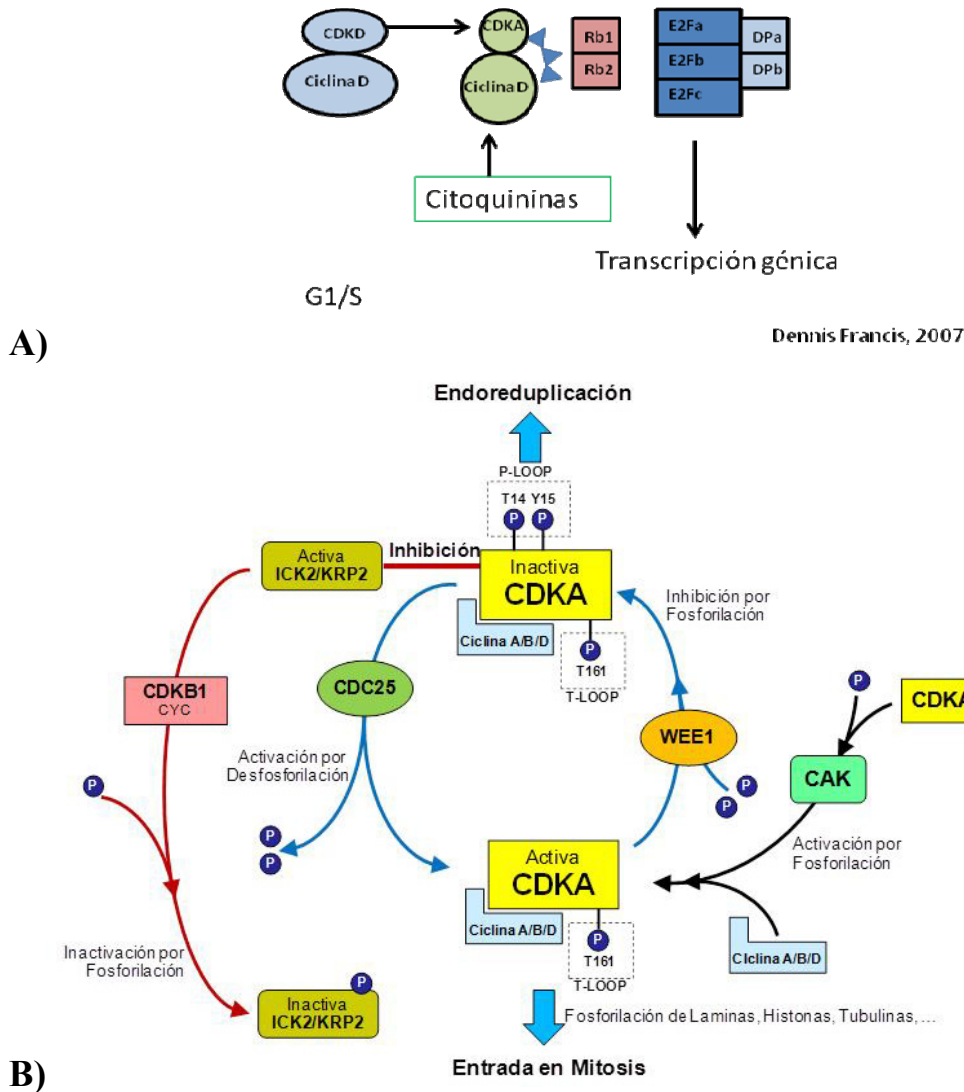 CDKD
Ciclina D
CDKA
Ciclina D
Rb1
Rb2
E2Fa
E2Fb
E2Fc
DPa
DPb
Citoquininas
Transcripción génica
G1/S
A)
Dennis Francis, 2007
Endoreduplicación
P-LOOP
T14 Y15
P P
Activa
ICK2/KRP2
Inhibición
Inactiva
CDKA
Ciclina A/B/D
P
T161
T-LOOP
Inhibición por
Fosforilación
CDKB1
CYC
CDC25
WEE1
P
CDKA
CAK
Activación por
Desfosforilación
P
P
P
P
P
Activación por
Fosforilación
Activa
CDKA
Ciclina A/B/D
P
T161
T-LOOP
CIclina A/B/D
Inactivación por
Fosforilación
P
Inactiva
ICK2/KRP2
Fosforilación de Laminas, Histonas, Tubulinas, ...
Entrada en Mitosis
B)